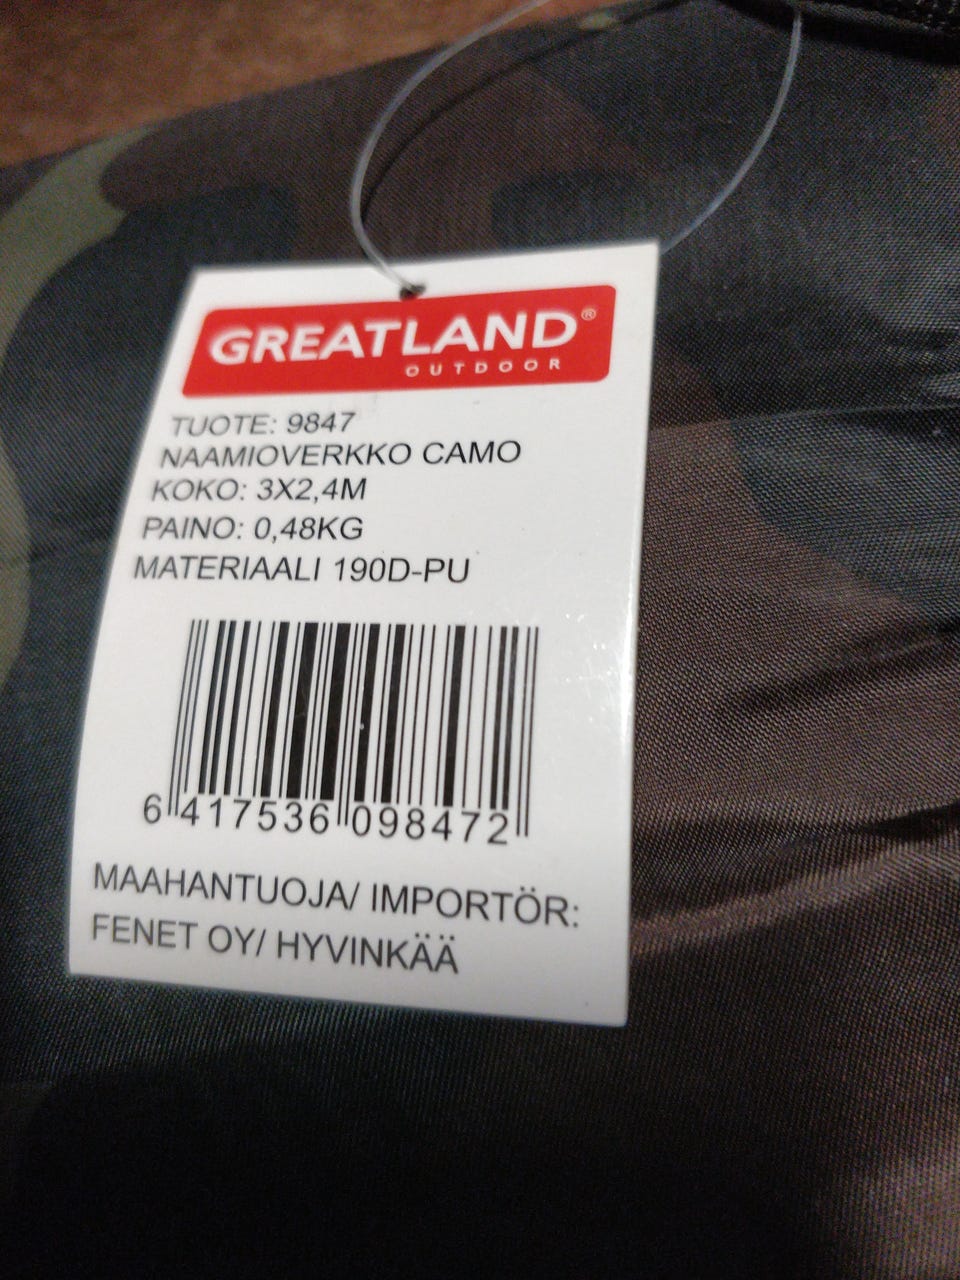 GREATLAND®
OUTDOOR
TUOTE: 9847
NAAMIOVERKKO CAMO
KOKO: 3X2,4M
PAINO: 0,48KG
MATERIAALI 190D-PU
6 417536 098472
MAAHANTUOJA/ IMPORTÖR:
FENET OY/ HYVINKÄÄ